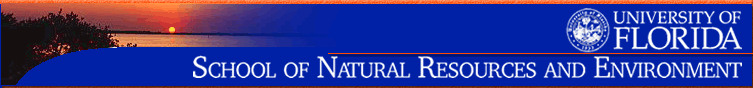 UNIVERSITY OF
FLORIDA
SCHOOL OF NATURAL RESOURCES AND ENVIRONMENT